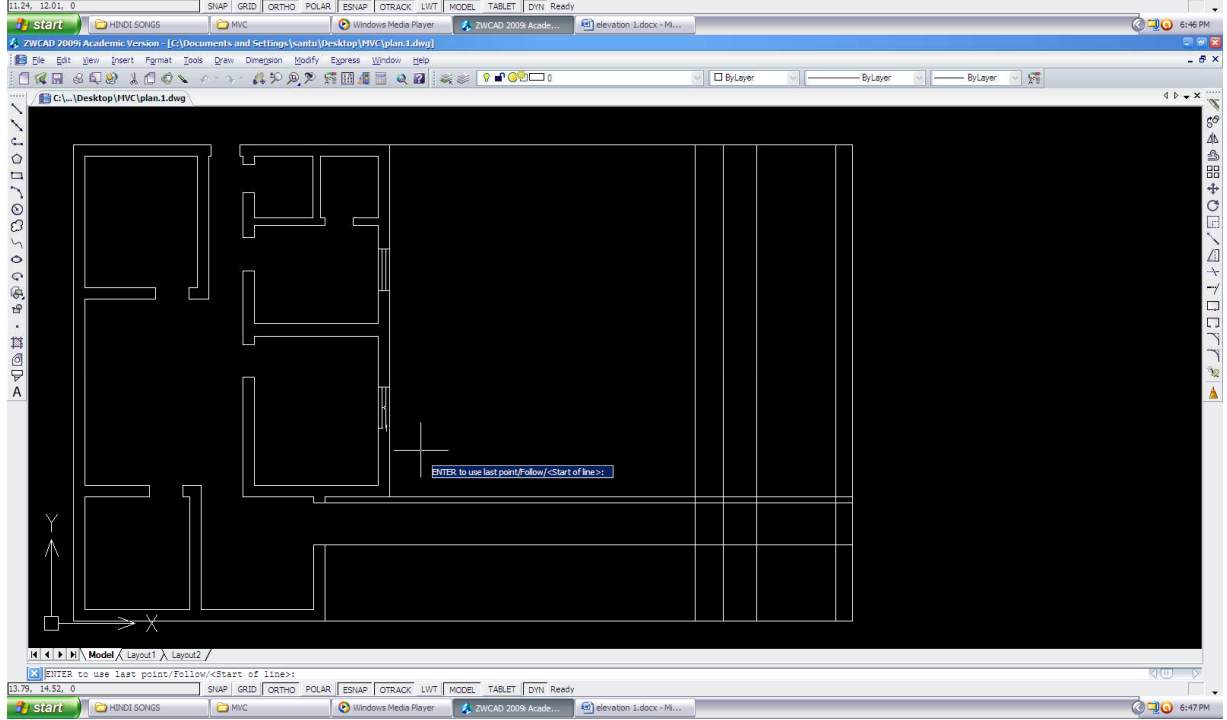 11.24, 12.01, 0 SNAP GRID ORTHO POLAR ESNAP OTRACK LWT MODEL TABLET DYN Ready
start HINDI SONGS MVC Windows Media Player ZWCAD 2009i Acade... elevation 1.docx - Mi... 6:46 PM
ZWCAD 2009i Academic Version - [C:\Documents and Settings\santu\Desktop\MVC\plan.1.dwg]
File Edit View Insert Format Tools Draw Dimension Modify Express Window Help
0 ByLayer ByLayer ByLayer
C:\...\Desktop\MVC\plan.1.dwg
A
ENTER to use last point/Follow/<Start of line>:
Y
X
Model Layout1 Layout2
ENTER to use last point/Follow/<Start of line>:
13.79, 14.52, 0 SNAP GRID ORTHO POLAR ESNAP OTRACK LWT MODEL TABLET DYN Ready
start HINDI SONGS MVC Windows Media Player ZWCAD 2009i Acade... elevation 1.docx - Mi... 6:47 PM